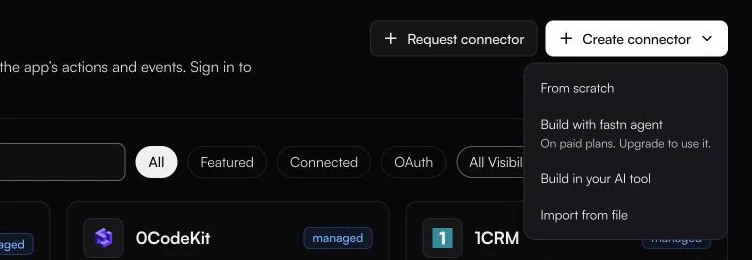 + Request connector
+ Create connector
the app's actions and events. Sign in to
From scratch
Build with fastn agent
On paid plans. Upgrade to use it.
Build in your AI tool
Import from file
All
Featured
Connected
OAuth
All Visibil
aged
0CodeKit
managed
1
1CRM
managed